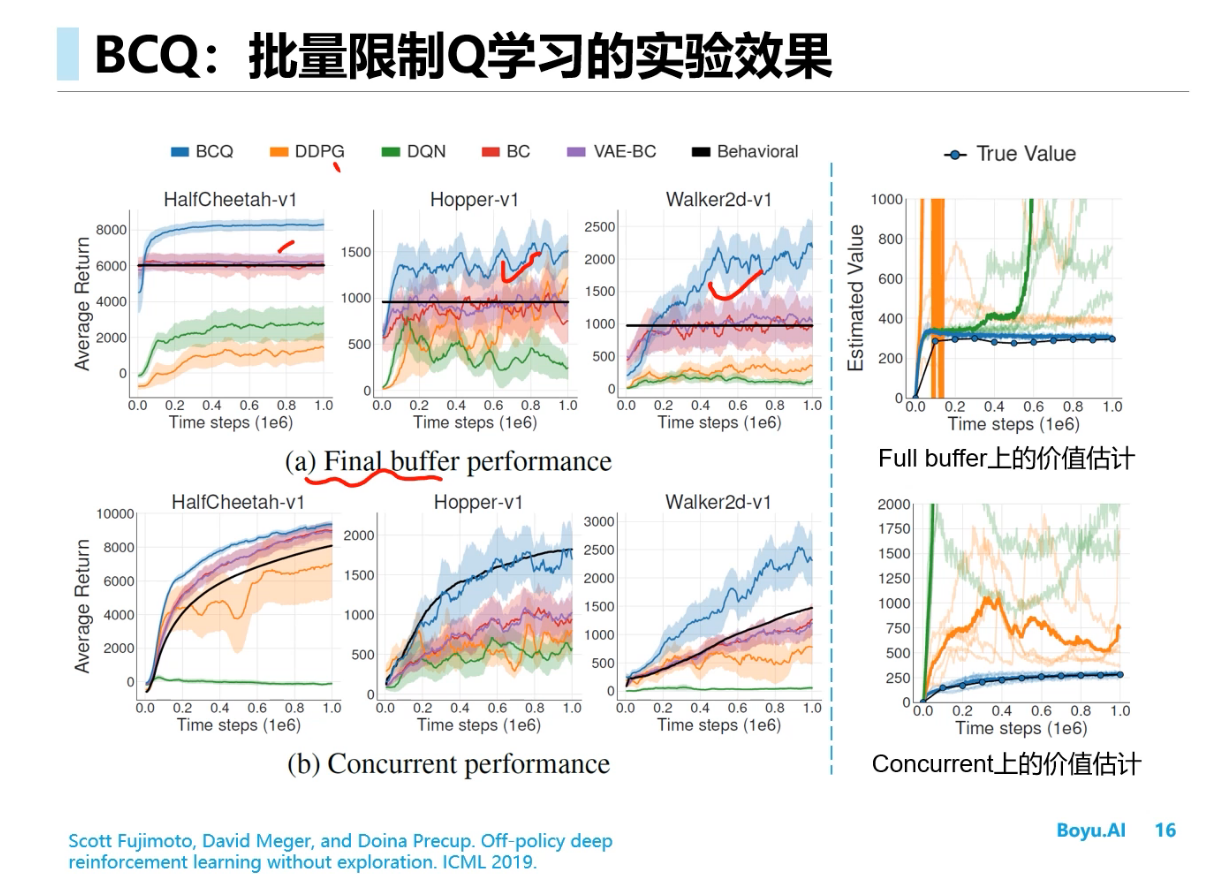 BCQ：批量限制Q学习的实验效果
BCQ DDPG DQN BC VAE-BC Behavioral
True Value
HalfCheetah-v1 Hopper-v1 Walker2d-v1
Average Return
8000
6000
4000
2000
0
0.0 0.2 0.4 0.6 0.8 1.0
Time steps (1e6)
1500
1000
500
0
0.0 0.2 0.4 0.6 0.8 1.0
Time steps (1e6)
2500
2000
1500
1000
500
0
0.0 0.2 0.4 0.6 0.8 1.0
Time steps (1e6)
Estimated Value
1000
800
600
400
200
0
0.0 0.2 0.4 0.6 0.8 1.0
Time steps (1e6)
(a) Final buffer performance
Full buffer上的价值估计
HalfCheetah-v1 Hopper-v1 Walker2d-v1
Average Return
10000
8000
6000
4000
2000
0
0.0 0.2 0.4 0.6 0.8 1.0
Time steps (1e6)
2000
1500
1000
500
0
0.0 0.2 0.4 0.6 0.8 1.0
Time steps (1e6)
3000
2500
2000
1500
1000
500
0
0.0 0.2 0.4 0.6 0.8 1.0
Time steps (1e6)
2000
1750
1500
1250
1000
750
500
250
0
0.0 0.2 0.4 0.6 0.8 1.0
Time steps (1e6)
(b) Concurrent performance
Concurrent上的价值估计
Scott Fujimoto, David Meger, and Doina Precup. Off-policy deep
reinforcement learning without exploration. ICML 2019.
Boyu.AI 16